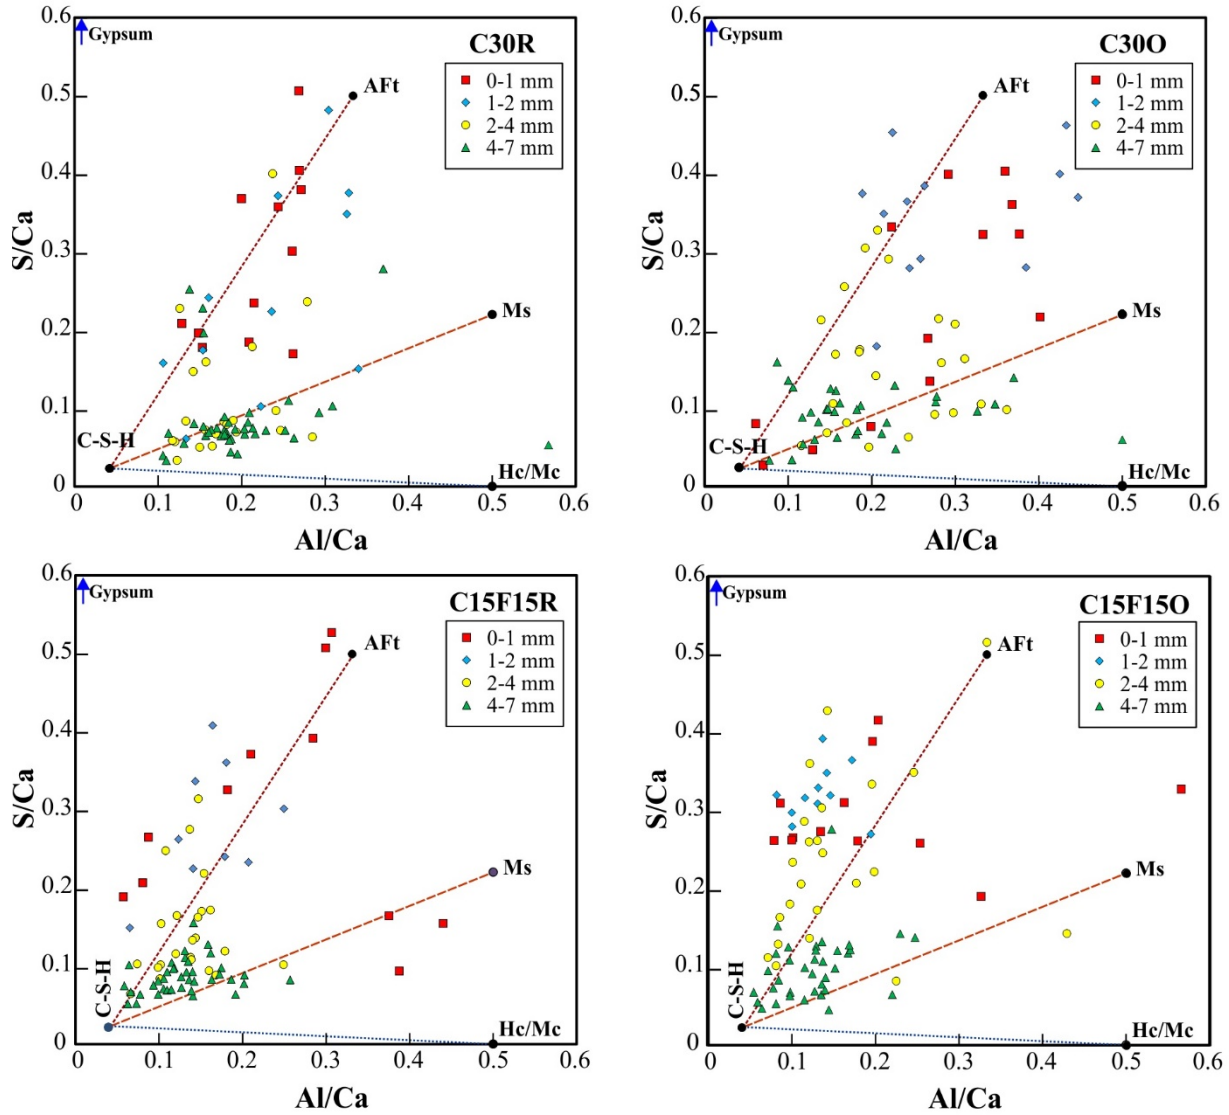 C30R
Gypsum
0-1 mm
1-2 mm
2-4 mm
4-7 mm
AFt
Ms
C-S-H
Hc/Mc
0.6
0.5
0.4
0.3
0.2
0.1
0
S/Ca
0 0.1 0.2 0.3 0.4 0.5 0.6
Al/Ca
C30O
Gypsum
0-1 mm
1-2 mm
2-4 mm
4-7 mm
AFt
Ms
C-S-H
Hc/Mc
0.6
0.5
0.4
0.3
0.2
0.1
0
S/Ca
0 0.1 0.2 0.3 0.4 0.5 0.6
Al/Ca
C15F15R
Gypsum
0-1 mm
1-2 mm
2-4 mm
4-7 mm
AFt
Ms
C-S-H
Hc/Mc
0.6
0.5
0.4
0.3
0.2
0.1
0
S/Ca
0 0.1 0.2 0.3 0.4 0.5 0.6
Al/Ca
C15F15O
Gypsum
0-1 mm
1-2 mm
2-4 mm
4-7 mm
AFt
Ms
C-S-H
Hc/Mc
0.6
0.5
0.4
0.3
0.2
0.1
0
S/Ca
0 0.1 0.2 0.3 0.4 0.5 0.6
Al/Ca